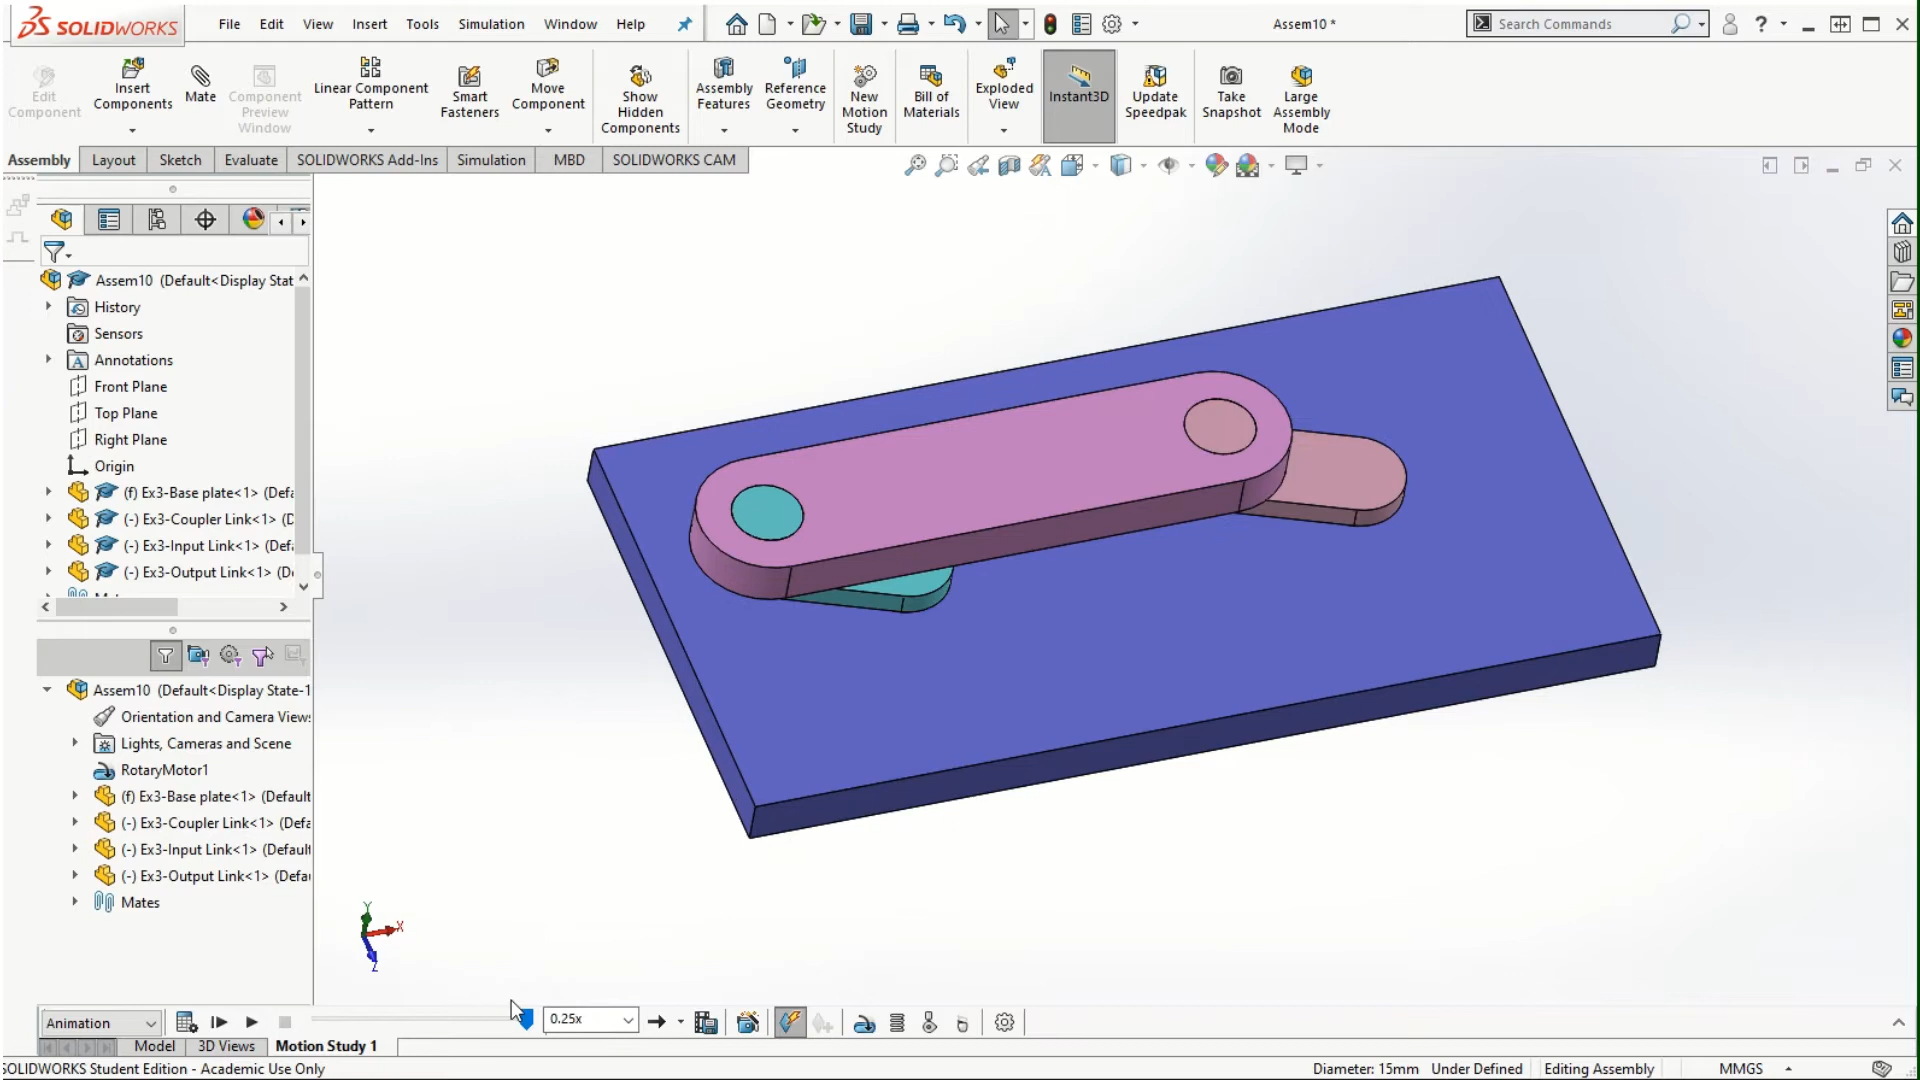 SOLIDWORKS File Edit View Insert Tools Simulation Window Help Assem10 * Search Commands
Edit Component
Insert Components
Mate
Component Preview Window
Linear Component Pattern
Smart Fasteners
Move Component
Show Hidden Components
Assembly Features
Reference Geometry
New Motion Study
Bill of Materials
Exploded View
Instant3D
Update Speedpak
Take Snapshot
Large Assembly Mode
Assembly Layout Sketch Evaluate SOLIDWORKS Add-Ins Simulation MBD SOLIDWORKS CAM
Assem10 (Default<Display Stat
History
Sensors
Annotations
Front Plane
Top Plane
Right Plane
Origin
(f) Ex3-Base plate<1> (Defa
(-) Ex3-Coupler Link<1> (D
(-) Ex3-Input Link<1> (Defa
(-) Ex3-Output Link<1> (D
Assem10 (Default<Display State-1
Orientation and Camera Views
Lights, Cameras and Scene
RotaryMotor1
(f) Ex3-Base plate<1> (Default
(-) Ex3-Coupler Link<1> (Defa
(-) Ex3-Input Link<1> (Default
(-) Ex3-Output Link<1> (Defa
Mates
Y
X
Z
Animation 0.25x
Model 3D Views Motion Study 1
SOLIDWORKS Student Edition - Academic Use Only Diameter: 15mm Under Defined Editing Assembly MMGS